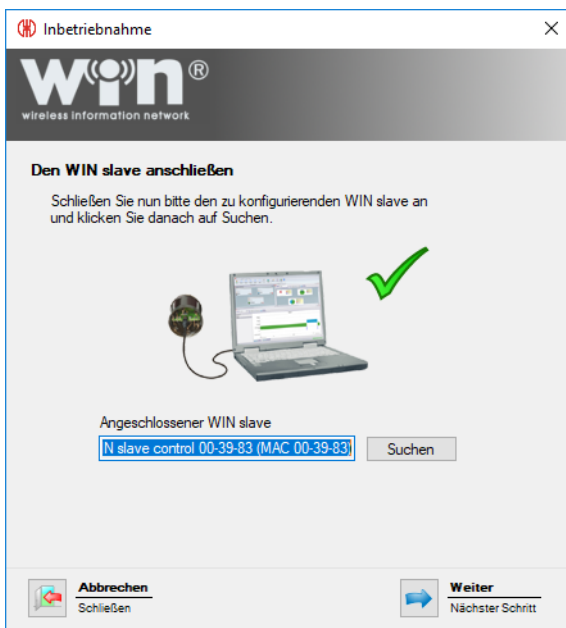 Inbetriebnahme
win®
wireless information network
Den WIN slave anschließen
Schließen Sie nun bitte den zu konfigurierenden WIN slave an
und klicken Sie danach auf Suchen.
Angeschlossener WIN slave
N slave control 00-39-83 (MAC 00-39-83)
Suchen
Abbrechen
Schließen
Weiter
Nächster Schritt